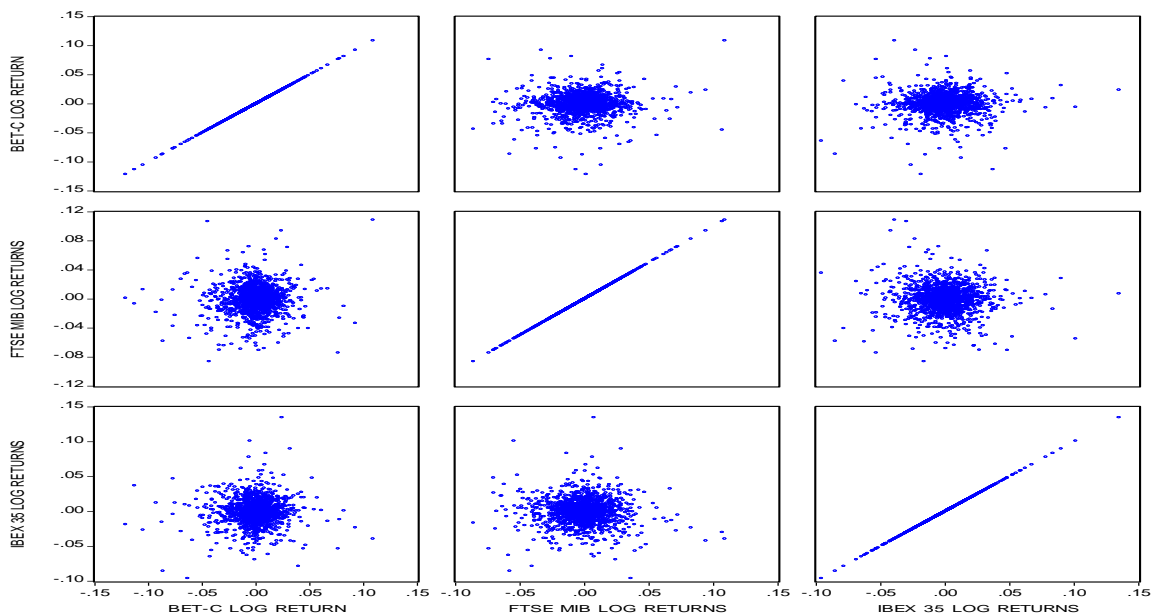 .15
.10
.05
.00
-.05
-.10
-.15
BET-C LOG RETURN
.12
.08
.04
.00
-.04
-.08
-.12
FTSE MIB LOG RETURNS
.15
.10
.05
.00
-.05
-.10
IBEX 35 LOG RETURNS
-.15 -.10 -.05 .00 .05 .10 .15
-.10 -.05 .00 .05 .10 .15
-.10 -.05 .00 .05 .10 .15
BET-C LOG RETURN
FTSE MIB LOG RETURNS
IBEX 35 LOG RETURNS